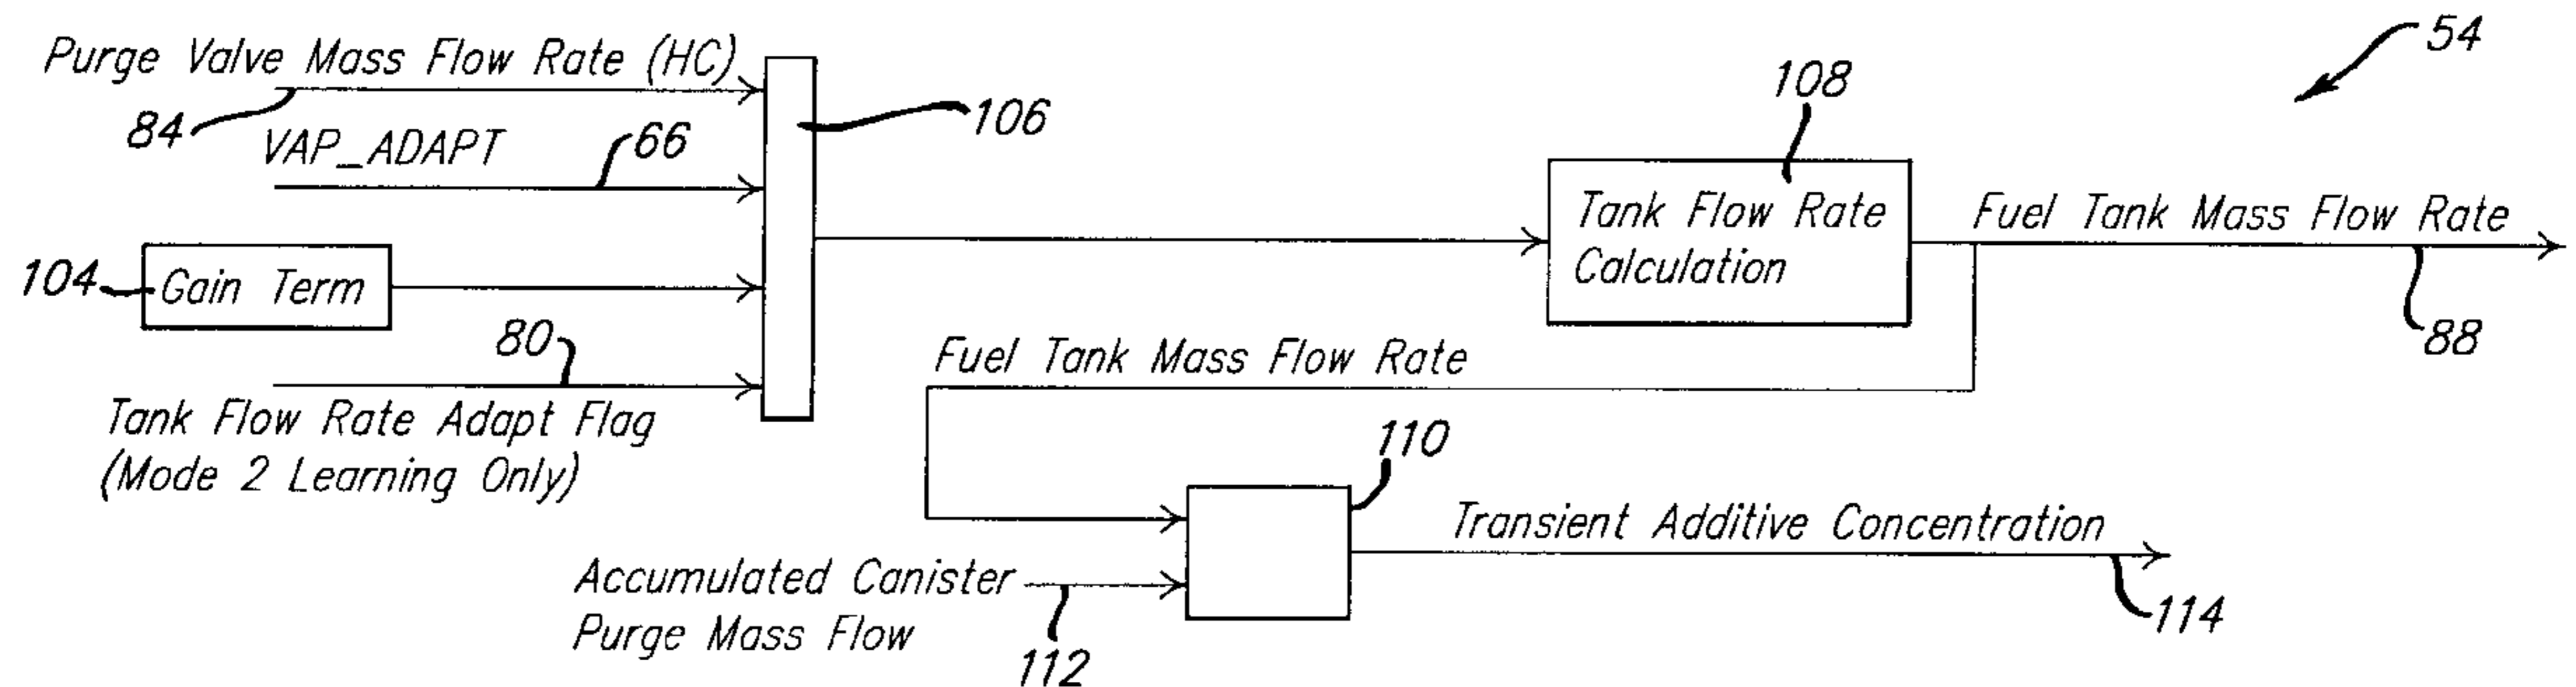 54
Purge Valve Mass Flow Rate (HC)
84
VAP_ADAPT
66
106
108
104
Gain Term
Tank Flow Rate
Calculation
Fuel Tank Mass Flow Rate
88
80
Tank Flow Rate Adapt Flag
(Mode 2 Learning Only)
Fuel Tank Mass Flow Rate
110
Accumulated Canister
Purge Mass Flow
112
Transient Additive Concentration
114